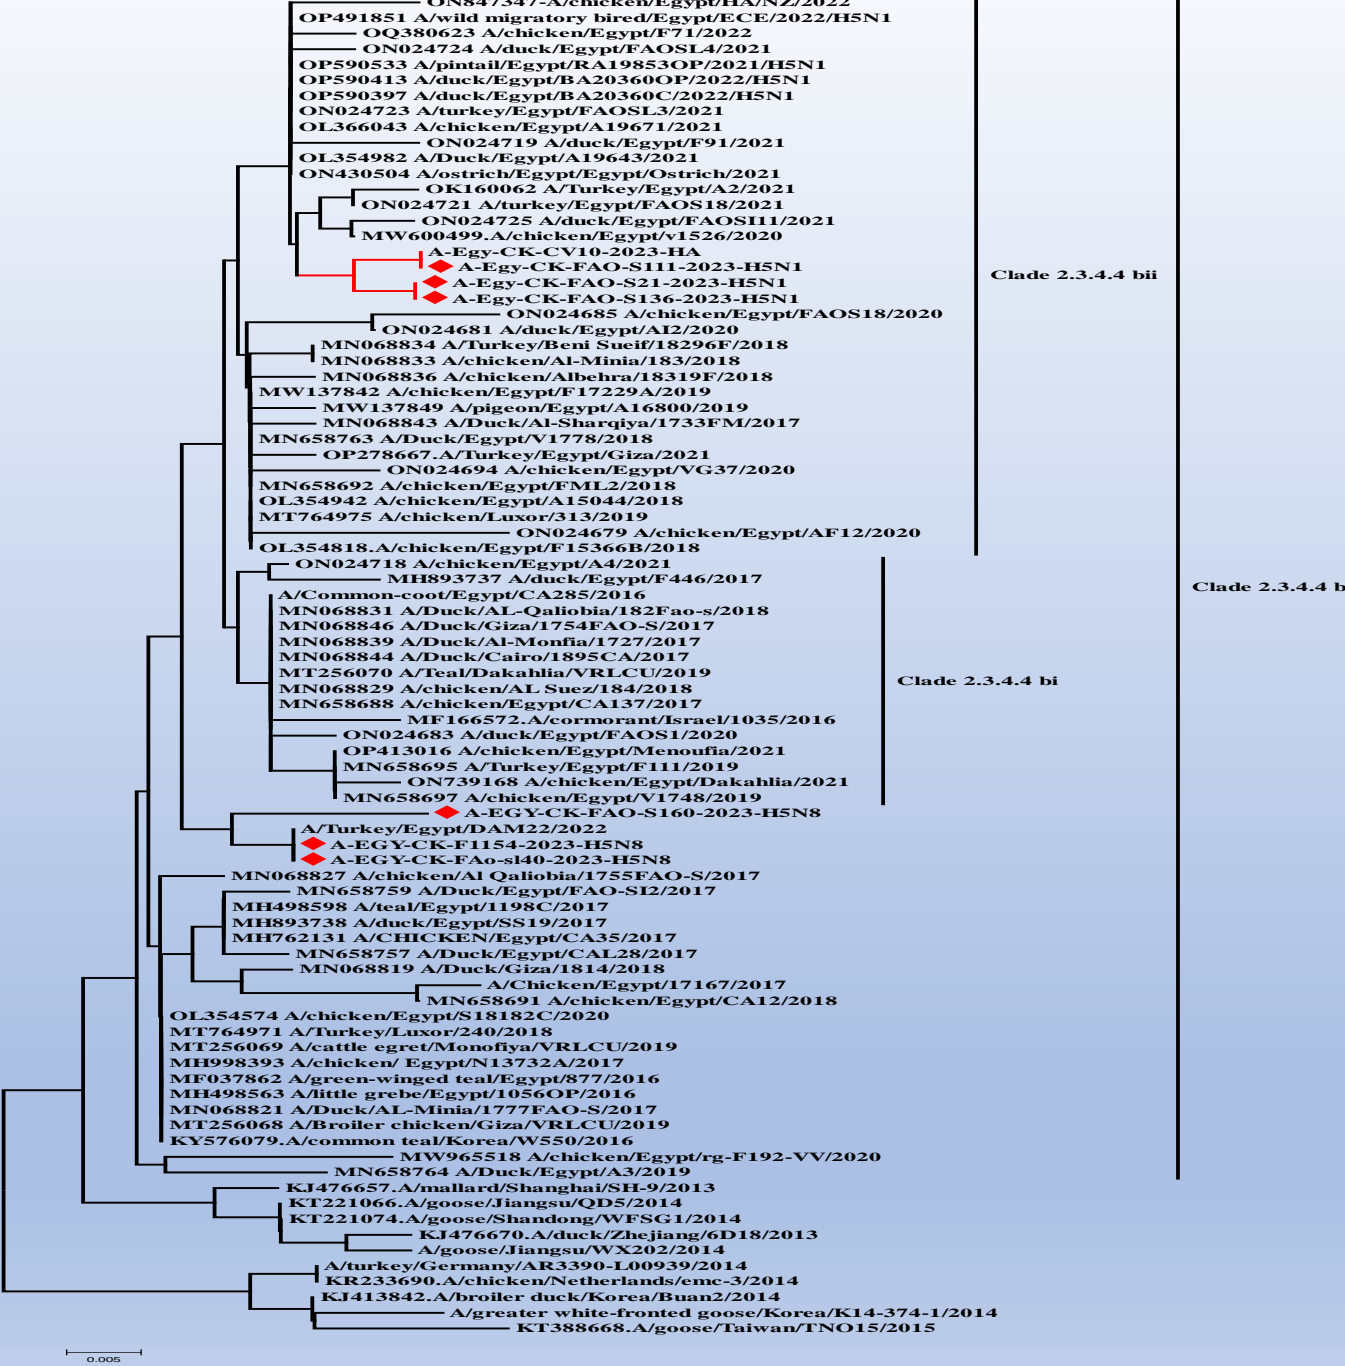 ON847347-A/chicken/Egypt/HA/NZ/2022
OP491851 A/wild migratory bired/Egypt/ECE/2022/H5N1
OQ380623 A/chicken/Egypt/F71/2022
ON024724 A/duck/Egypt/FAOSL4/2021
OP590533 A/pintail/Egypt/RA19853OP/2021/H5N1
OP590413 A/duck/Egypt/BA20360OP/2022/H5N1
OP590397 A/duck/Egypt/BA20360C/2022/H5N1
ON024723 A/turkey/Egypt/FAOSL3/2021
OL366043 A/chicken/Egypt/A19671/2021
ON024719 A/duck/Egypt/F91/2021
OL354982 A/Duck/Egypt/A19643/2021
ON430504 A/ostrich/Egypt/Egypt/Ostrich/2021
OK160062 A/Turkey/Egypt/A2/2021
ON024721 A/turkey/Egypt/FAOS18/2021
ON024725 A/duck/Egypt/FAOSI11/2021
MW600499.A/chicken/Egypt/v1526/2020
A-Egy-CK-CV10-2023-HA
A-Egy-CK-FAO-S111-2023-H5N1
Clade 2.3.4.4 bii
A-Egy-CK-FAO-S21-2023-H5N1
A-Egy-CK-FAO-S136-2023-H5N1
ON024685 A/chicken/Egypt/FAOS18/2020
ON024681 A/duck/Egypt/AI2/2020
MN068834 A/Turkey/Beni Sueif/18296F/2018
MN068833 A/chicken/Al-Minia/183/2018
MN068836 A/chicken/Albehra/18319F/2018
MW137842 A/chicken/Egypt/F17229A/2019
MW137849 A/pigeon/Egypt/A16800/2019
MN068843 A/Duck/Al-Sharqiya/1733FM/2017
MN658763 A/Duck/Egypt/V1778/2018
OP278667.A/Turkey/Egypt/Giza/2021
ON024694 A/chicken/Egypt/VG37/2020
MN658692 A/chicken/Egypt/FML2/2018
OL354942 A/chicken/Egypt/A15044/2018
MT764975 A/chicken/Luxor/313/2019
ON024679 A/chicken/Egypt/AF12/2020
OL354818.A/chicken/Egypt/F15366B/2018
ON024718 A/chicken/Egypt/A4/2021
MH893737 A/duck/Egypt/F446/2017
Clade 2.3.4.4 b
A/Common-coot/Egypt/CA285/2016
MN068831 A/Duck/AL-Qaliobia/182Fao-s/2018
MN068846 A/Duck/Giza/1754FAO-S/2017
MN068839 A/Duck/Al-Monfia/1727/2017
MN068844 A/Duck/Cairo/1895CA/2017
MT256070 A/Teal/Dakahlia/VRLCU/2019
Clade 2.3.4.4 bi
MN068829 A/chicken/AL Suez/184/2018
MN658688 A/chicken/Egypt/CA137/2017
MF166572.A/cormorant/Israel/1035/2016
ON024683 A/duck/Egypt/FAOS1/2020
OP413016 A/chicken/Egypt/Menoufia/2021
MN658695 A/Turkey/Egypt/F111/2019
ON739168 A/chicken/Egypt/Dakahlia/2021
MN658697 A/chicken/Egypt/V1748/2019
A-EGY-CK-FAO-S160-2023-H5N8
A/Turkey/Egypt/DAM22/2022
A-EGY-CK-F1154-2023-H5N8
A-EGY-CK-FAo-sl40-2023-H5N8
MN068827 A/chicken/Al Qaliobia/1755FAO-S/2017
MN658759 A/Duck/Egypt/FAO-SI2/2017
MH498598 A/teal/Egypt/1198C/2017
MH893738 A/duck/Egypt/SS19/2017
MH762131 A/CHICKEN/Egypt/CA35/2017
MN658757 A/Duck/Egypt/CAL28/2017
MN068819 A/Duck/Giza/1814/2018
A/Chicken/Egypt/17167/2017
MN658691 A/chicken/Egypt/CA12/2018
OL354574 A/chicken/Egypt/S18182C/2020
MT764971 A/Turkey/Luxor/240/2018
MT256069 A/cattle egret/Monofiya/VRLCU/2019
MH998393 A/chicken/ Egypt/N13732A/2017
MF037862 A/green-winged teal/Egypt/877/2016
MH498563 A/little grebe/Egypt/1056OP/2016
MN068821 A/Duck/AL-Minia/1777FAO-S/2017
MT256068 A/Broiler chicken/Giza/VRLCU/2019
KY576079.A/common teal/Korea/W550/2016
MW965518 A/chicken/Egypt/rg-F192-VV/2020
MN658764 A/Duck/Egypt/A3/2019
KJ476657.A/mallard/Shanghai/SH-9/2013
KT221066.A/goose/Jiangsu/QD5/2014
KT221074.A/goose/Shandong/WFSG1/2014
KJ476670.A/duck/Zhejiang/6D18/2013
A/goose/Jiangsu/WX202/2014
A/turkey/Germany/AR3390-L00939/2014
KR233690.A/chicken/Netherlands/emc-3/2014
KJ413842.A/broiler duck/Korea/Buan2/2014
A/greater white-fronted goose/Korea/K14-374-1/2014
KT388668.A/goose/Taiwan/TNO15/2015
0.005